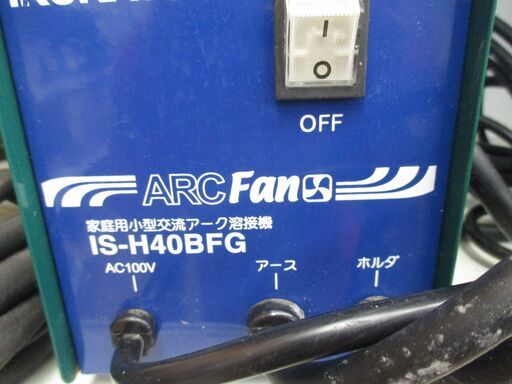 I
O
OFF
ARC Fan
家庭用小型交流アーク溶接機
IS-H40BFG
AC100V
アース
ホルダ